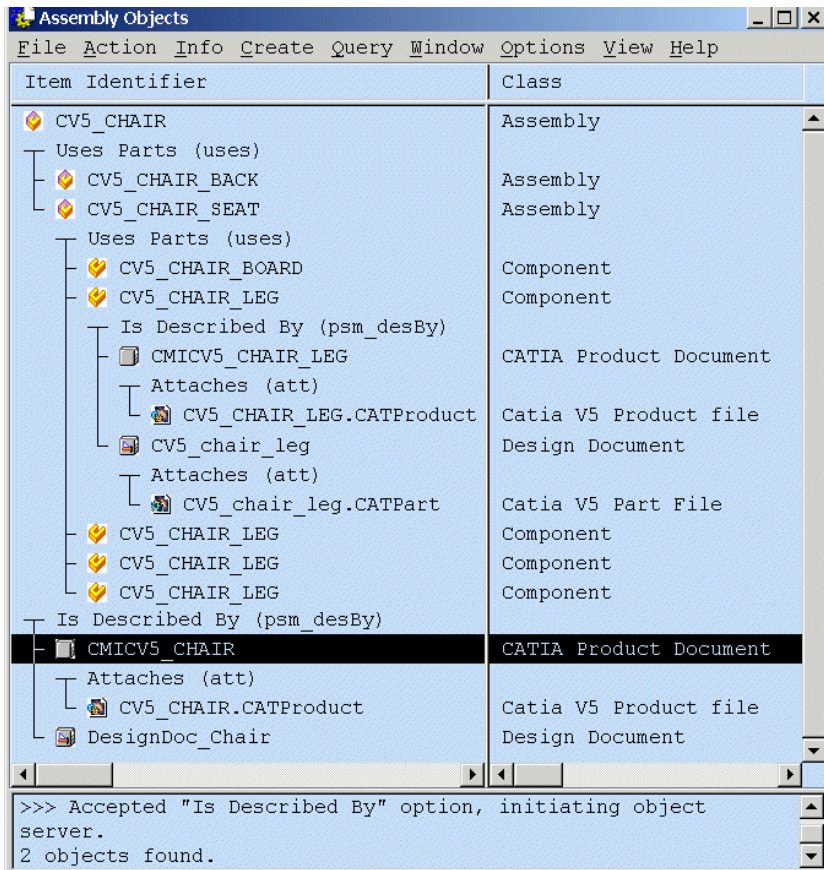 Assembly Objects
File Action Info Create Query Window Options View Help
Item Identifier Class
CV5_CHAIR Assembly
Uses Parts (uses)
CV5_CHAIR_BACK Assembly
CV5_CHAIR_SEAT Assembly
Uses Parts (uses)
CV5_CHAIR_BOARD Component
CV5_CHAIR_LEG Component
Is Described By (psm_desBy)
CMICV5_CHAIR_LEG CATIA Product Document
Attaches (att)
CV5_CHAIR_LEG.CATProduct Catia V5 Product file
CV5_chair_leg Design Document
Attaches (att)
CV5_chair_leg.CATPart Catia V5 Part File
CV5_CHAIR_LEG Component
CV5_CHAIR_LEG Component
CV5_CHAIR_LEG Component
Is Described By (psm_desBy)
CMICV5_CHAIR CATIA Product Document
Attaches (att)
CV5_CHAIR.CATProduct Catia V5 Product file
DesignDoc_Chair Design Document
>>> Accepted "Is Described By" option, initiating object
server.
2 objects found.